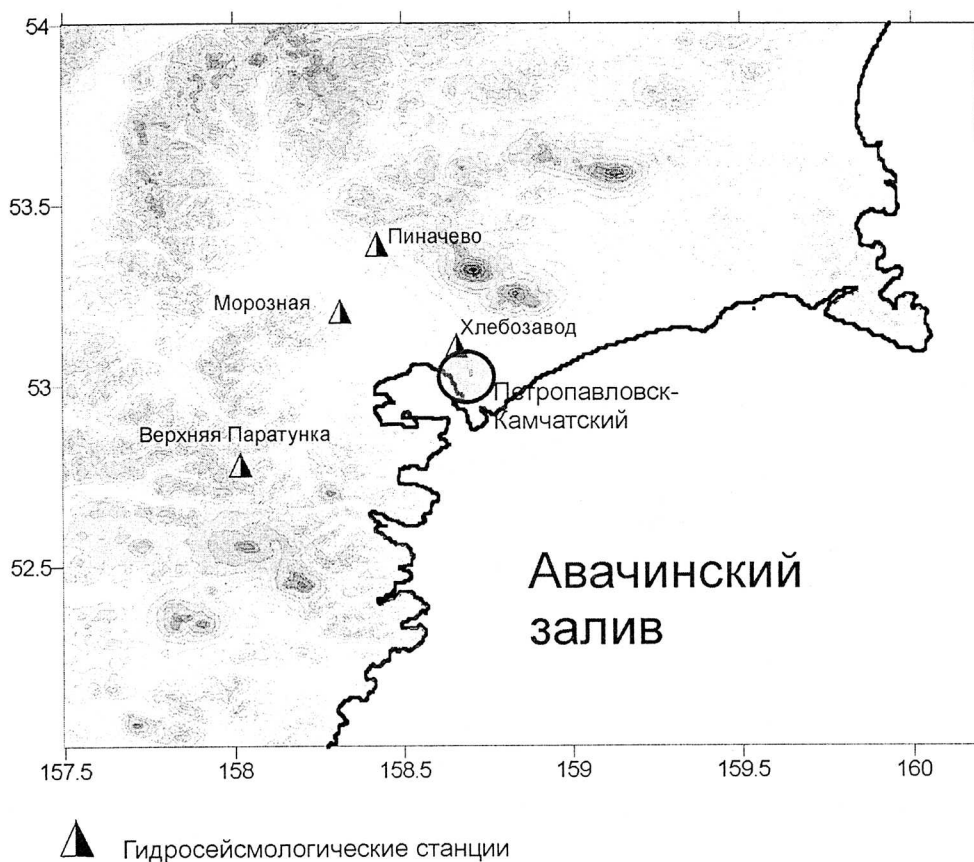 54
53.5
Пиначево
Морозная
Хлебозавод
53
Петропавловск-
Камчатский
Верхняя Паратунка
52.5
Авачинский
залив
157.5
158
158.5
159
159.5
160
Гидросейсмологические станции